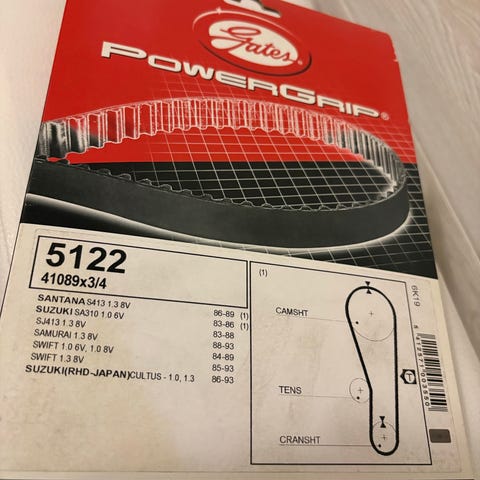 Gates
POWERGRIP®
5122
41089x3/4
SANTANA S413 1.3 8V 86-89 (1)
SUZUKI SA310 1.0 6V 83-86 (1)
SJ413 1.3 8V 83-88
SAMURAI 1.3 8V 88-93
SWIFT 1.0 6V, 1.0 8V 84-89
SWIFT 1.3 8V 85-93
SUZUKI(RHD-JAPAN)CULTUS - 1.0, 1.3 86-93
(1)
CAMSHT
TENS
CRANSHT
T
6K19